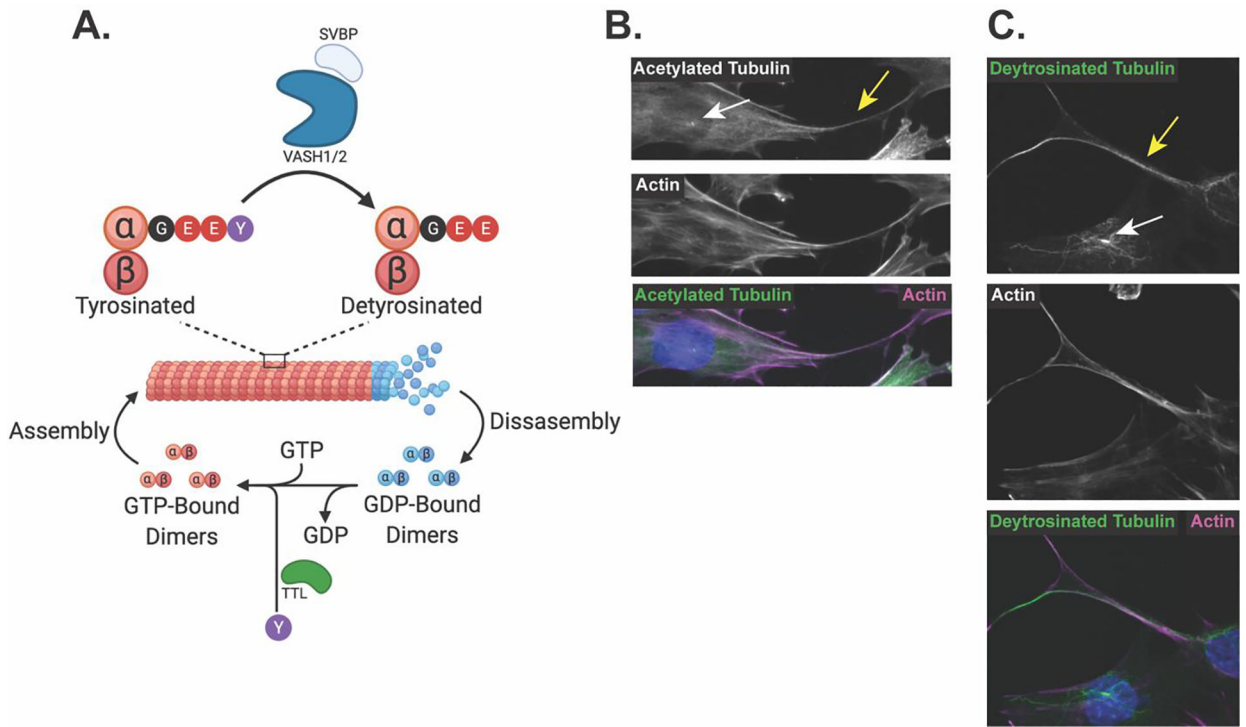 A.
SVBP
VASH1/2
α G E E Y
β
Tyrosinated
α G E E
β
Detyrosinated
Assembly
Dissasembly
αβ
αβ αβ
GTP-Bound
Dimers
GTP
GDP
αβ
αβ αβ
GDP-Bound
Dimers
TTL
Y
B.
Acetylated Tubulin
Actin
Acetylated Tubulin Actin
C.
Deytrosinated Tubulin
Actin
Deytrosinated Tubulin Actin